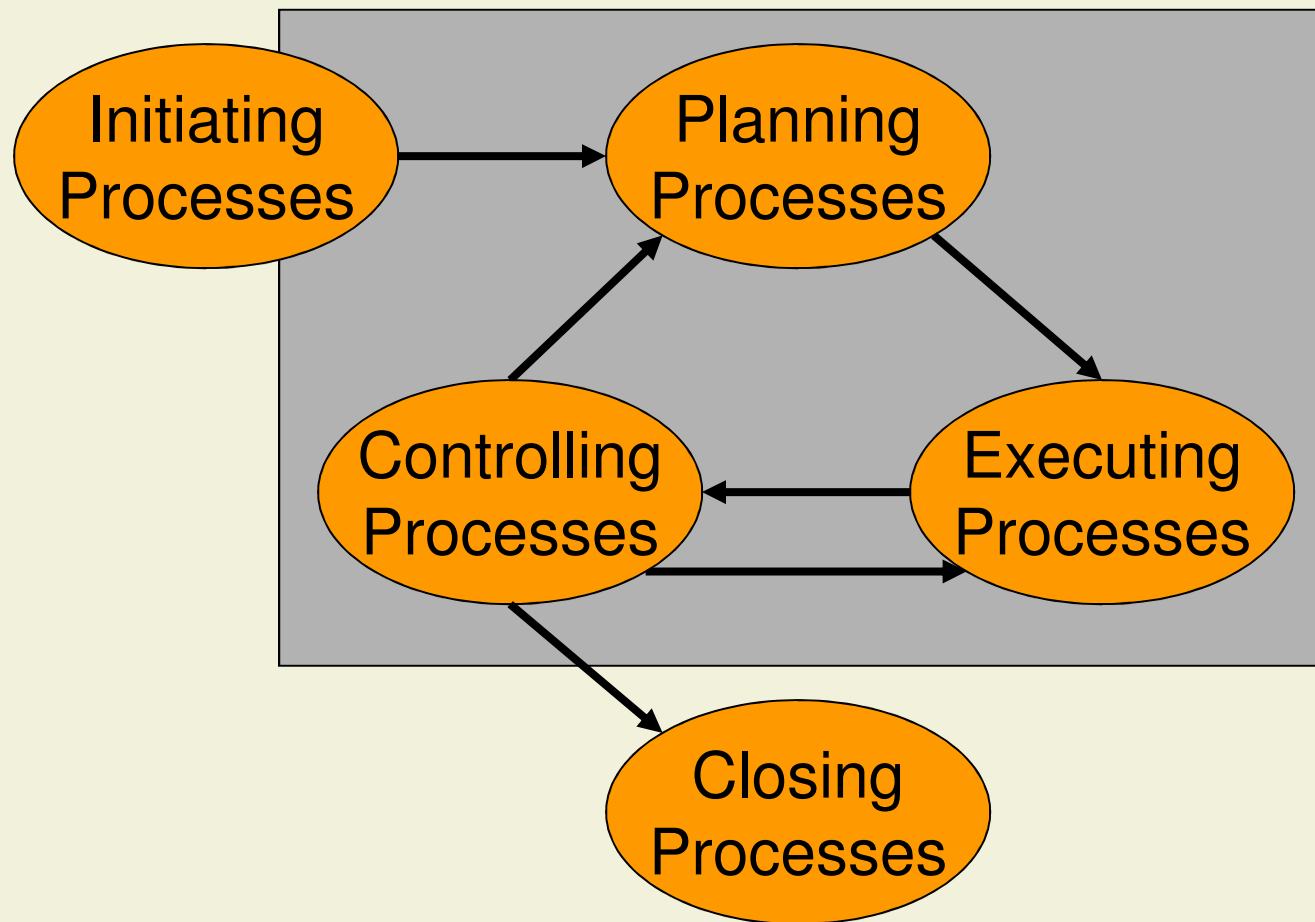 Initiating
Processes
Planning
Processes
Controlling
Processes
Executing
Processes
Closing
Processes